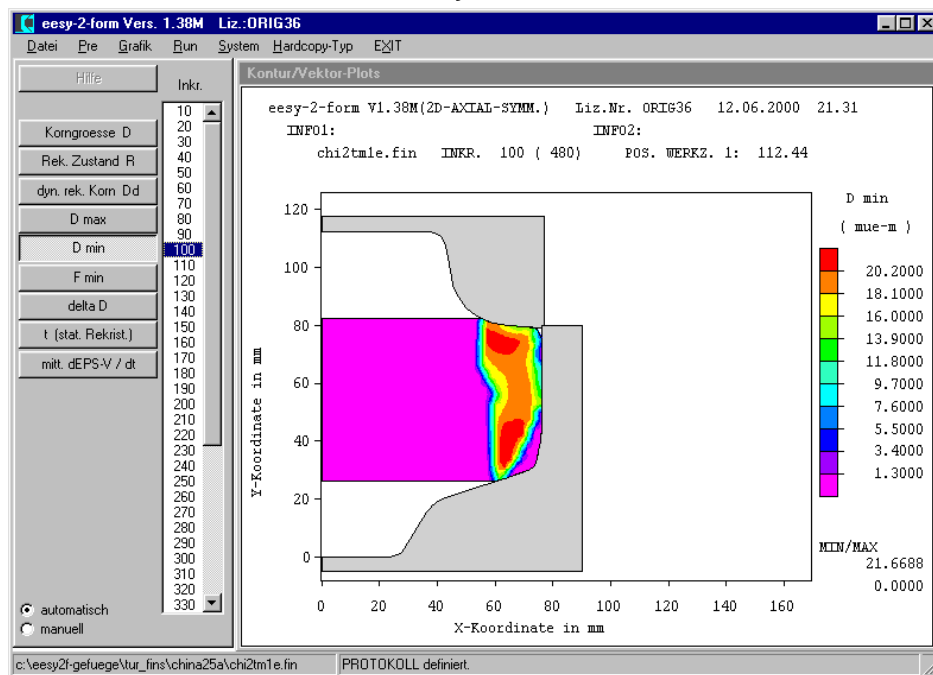 eesy-2-form Vers. 1.38M Liz.:ORIG36
Datei Pre Grafik Run System Hardcopy-Typ EXIT
Hilfe
Inkr.
Korngroesse D
Rek. Zustand R
dyn. rek. Korn Dd
D max
D min
F min
delta D
t (stat. Rekrist.)
mitt. dEPS-V / dt
10
20
30
40
50
60
70
80
90
100
110
120
130
140
150
160
170
180
190
200
210
220
230
240
250
260
270
280
290
300
310
320
330
automatisch
manuell
Kontur/Vektor-Plots
eesy-2-form V1.38M(2D-AXIAL-SYMM.) Liz.Nr. ORIG36 12.06.2000 21.31
INFO1: INFO2:
chi2tm1e.fin INKR. 100 ( 480) POS. WERKZ. 1: 112.44
D min
( mue-m )
20.2000
18.1000
16.0000
13.9000
11.8000
9.7000
7.6000
5.5000
3.4000
1.3000
MIN/MAX
21.6688
0.0000
Y-Koordinate in mm
120
100
80
60
40
20
0
0 20 40 60 80 100 120 140 160
X-Koordinate in mm
c:\eesy2f-gefuege\tur_fins\china25a\chi2tm1e.fin PROTOKOLL definiert.